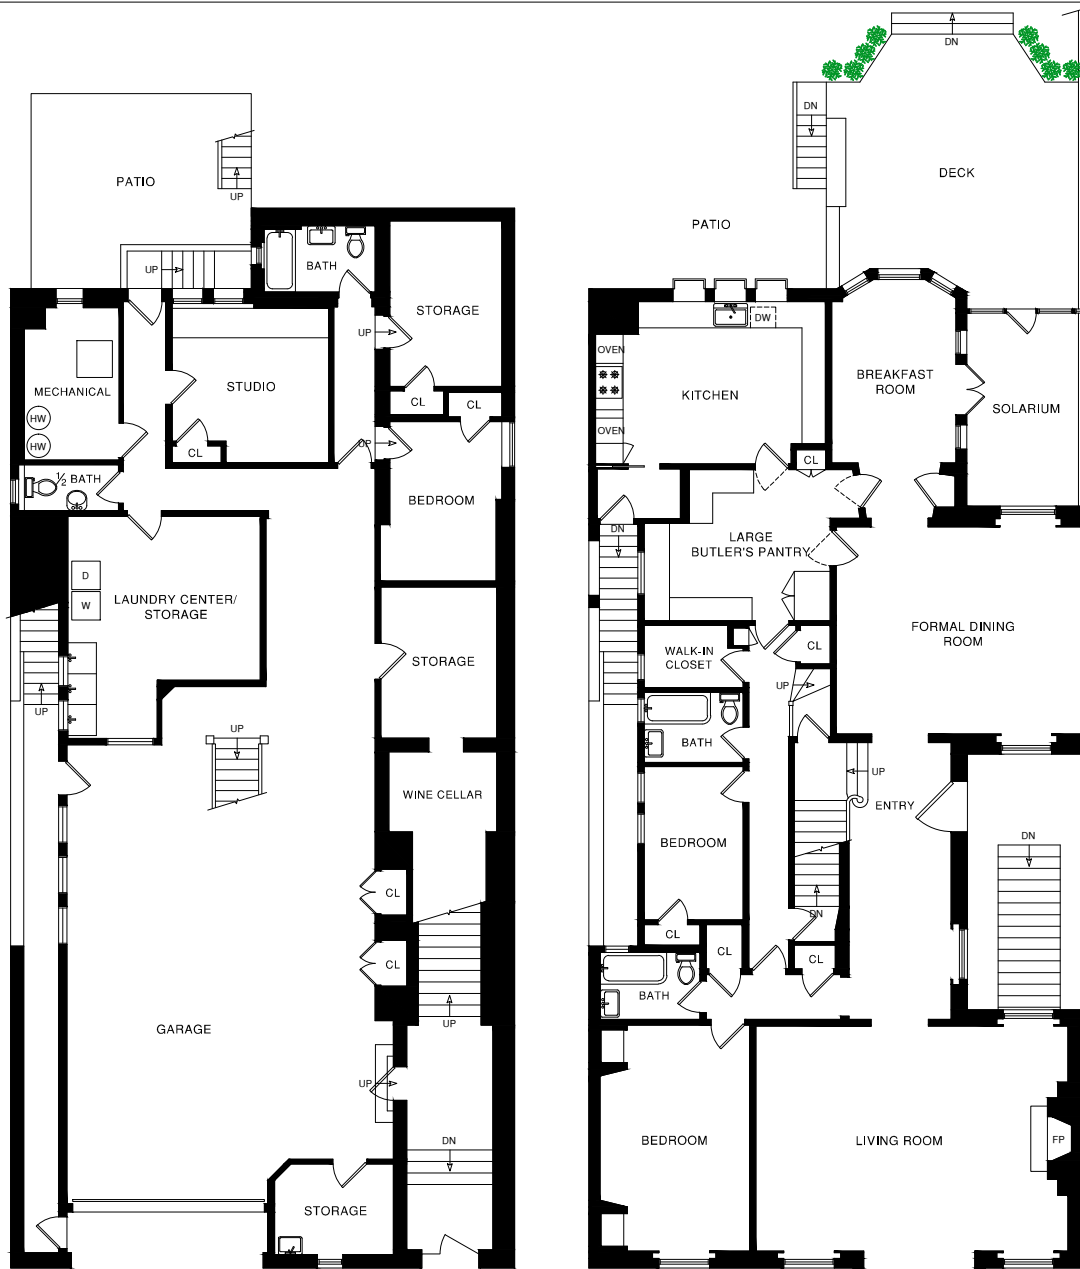 PATIO
UP
UP
BATH
STORAGE
UP
MECHANICAL
STUDIO
HW
HW
CL
CL
CL
UP
1/2 BATH
BEDROOM
D
W
LAUNDRY CENTER/
STORAGE
STORAGE
UP
UP
WINE CELLAR
CL
CL
UP
GARAGE
UP
DN
STORAGE
DN
DN
DECK
PATIO
DW
OVEN
KITCHEN
OVEN
BREAKFAST
ROOM
SOLARIUM
CL
DN
LARGE
BUTLER'S PANTRY
FORMAL DINING
ROOM
WALK-IN
CLOSET
CL
UP
BATH
UP
ENTRY
BEDROOM
DN
DN
CL
CL
CL
BATH
BEDROOM
LIVING ROOM
FP